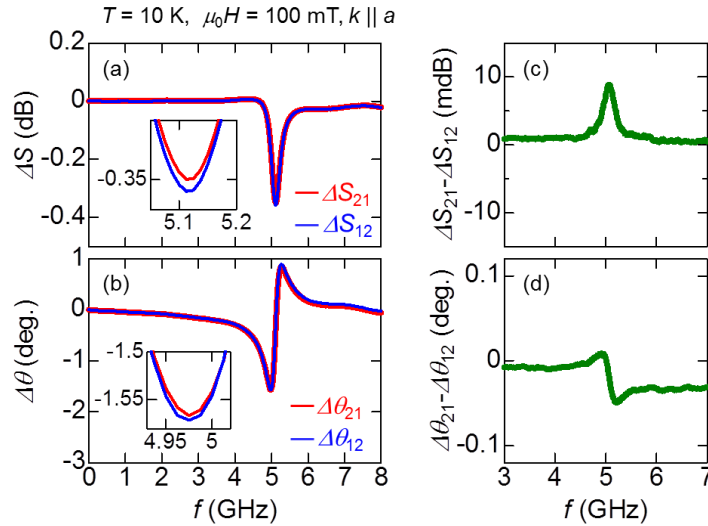 T = 10 K, μ₀H = 100 mT, k || a
(a)
ΔS (dB)
0.2
0
-0.2
-0.4
-0.35
5.1 5.2
ΔS₂₁
ΔS₁₂
(b)
Δθ (deg.)
1
0
-1
-2
-3
-1.5
-1.55
4.95 5
Δθ₂₁
Δθ₁₂
0 1 2 3 4 5 6 7 8
f (GHz)
(c)
ΔS₂₁-ΔS₁₂ (mdB)
10
0
-10
(d)
Δθ₂₁-Δθ₁₂ (deg.)
0.1
0
-0.1
3 4 5 6 7
f (GHz)